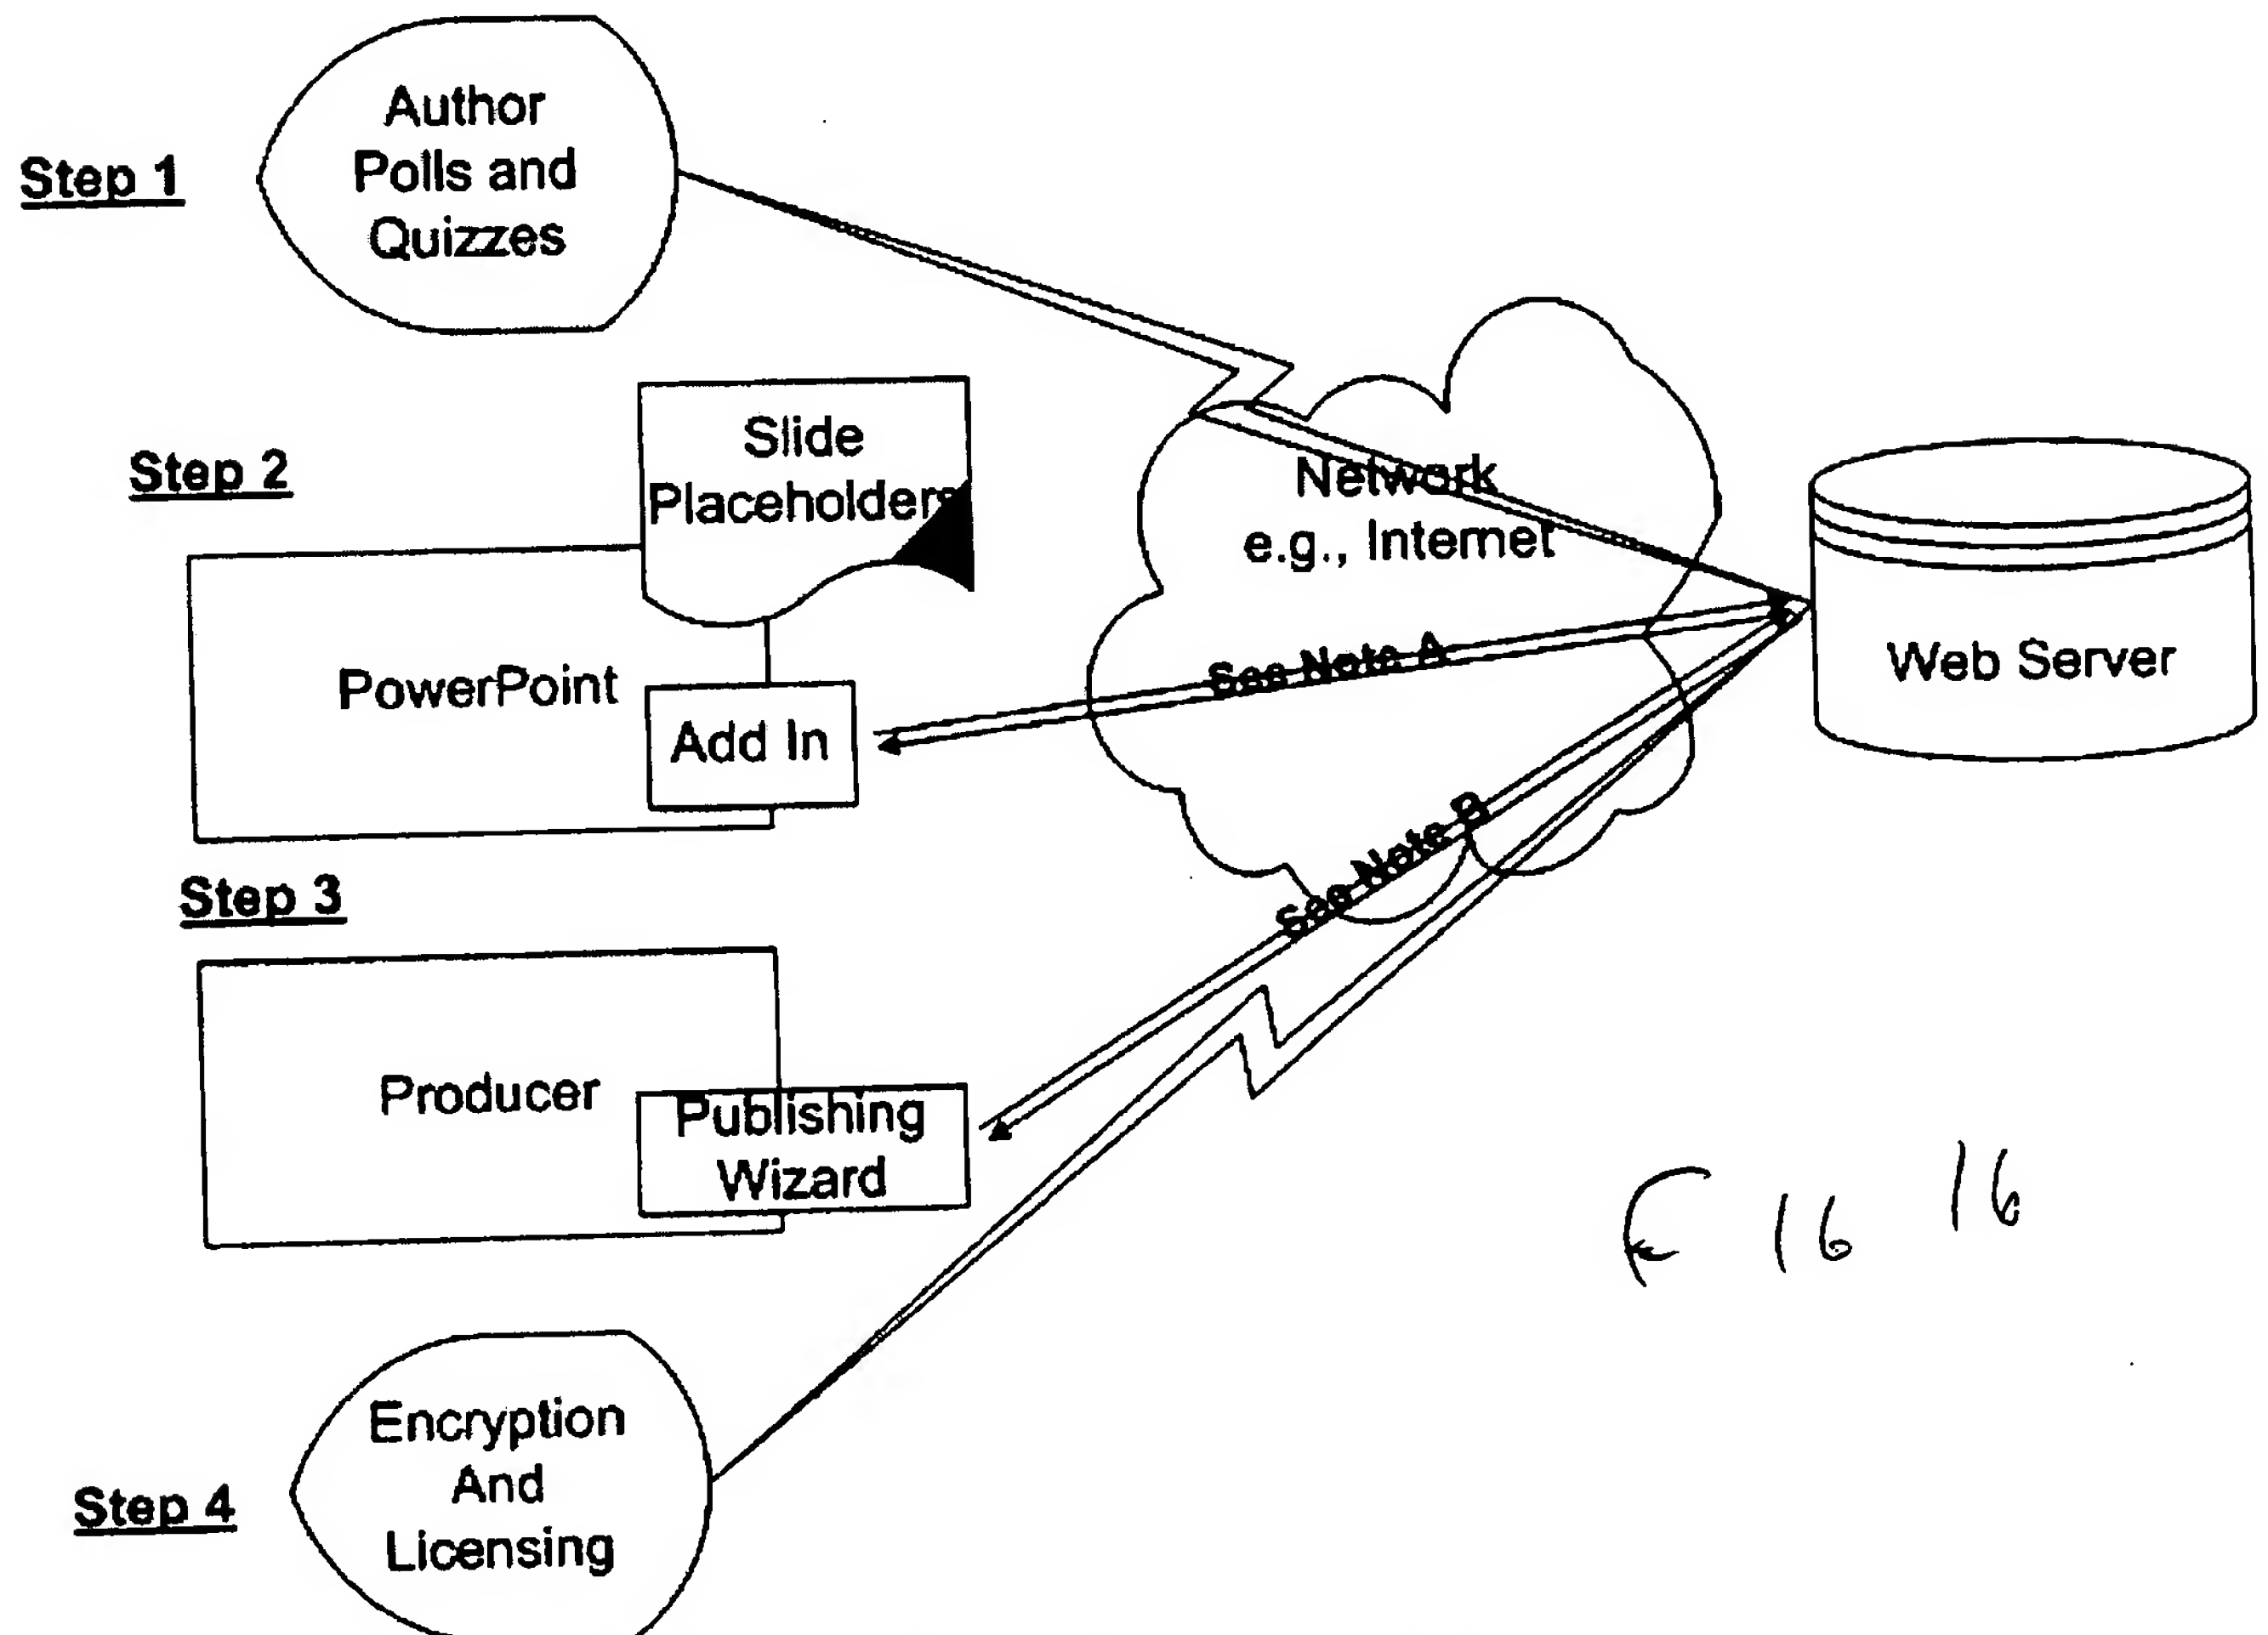 Step 1
Author
Polls and
Quizzes
Step 2
Slide
Placeholders
PowerPoint
Add In
Network
e.g., Internet
See Note A
Web Server
Step 3
Producer
Publishing
Wizard
See Note B
16 16
Step 4
Encryption
And
Licensing